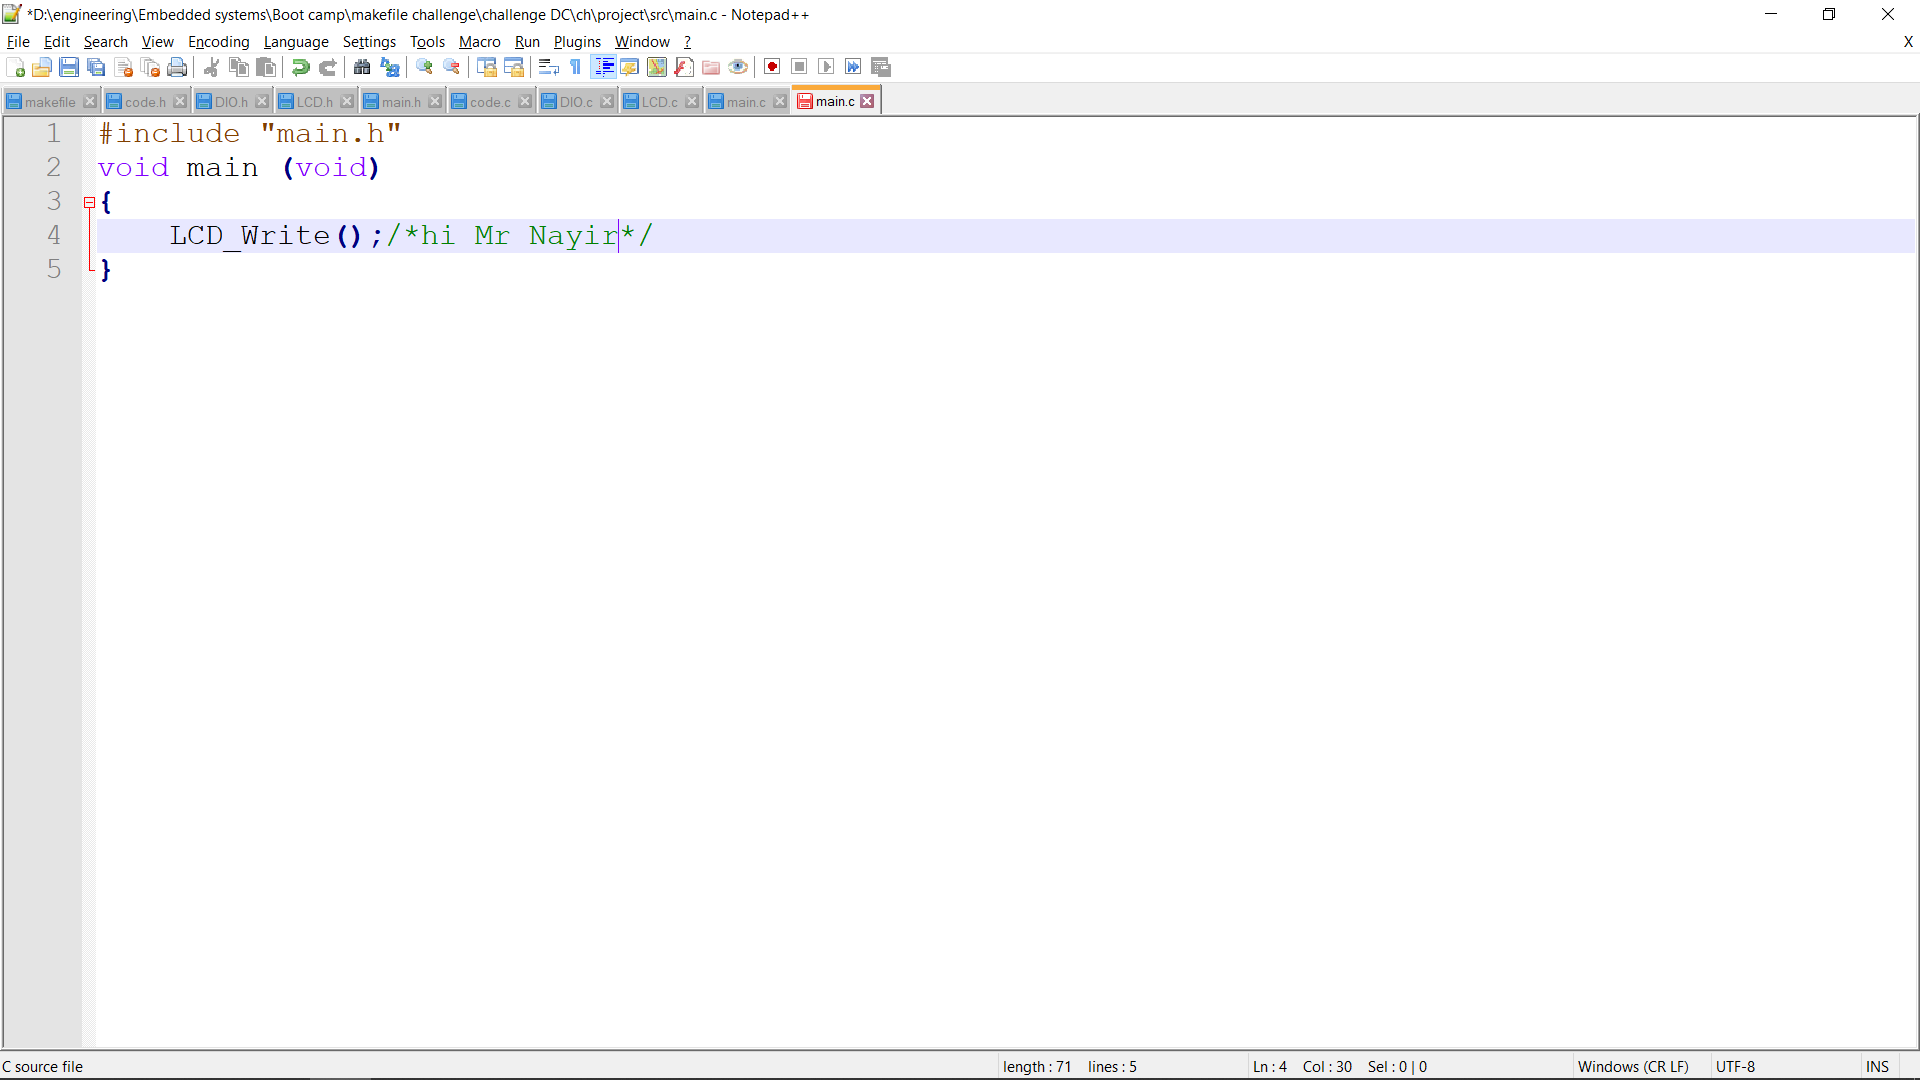 *D:\engineering\Embedded systems\Boot camp\makefile challenge\challenge DC\ch\project\src\main.c - Notepad++
File Edit Search View Encoding Language Settings Tools Macro Run Plugins Window ? X
makefile code.h DIO.h LCD.h main.h code.c DIO.c LCD.c main.c main.c
1 #include "main.h"
2 void main (void)
3 {
4 LCD_Write();/*hi Mr Nayir*/
5 }
C source file length : 71 lines : 5 Ln : 4 Col : 30 Sel : 0 | 0 Windows (CR LF) UTF-8 INS